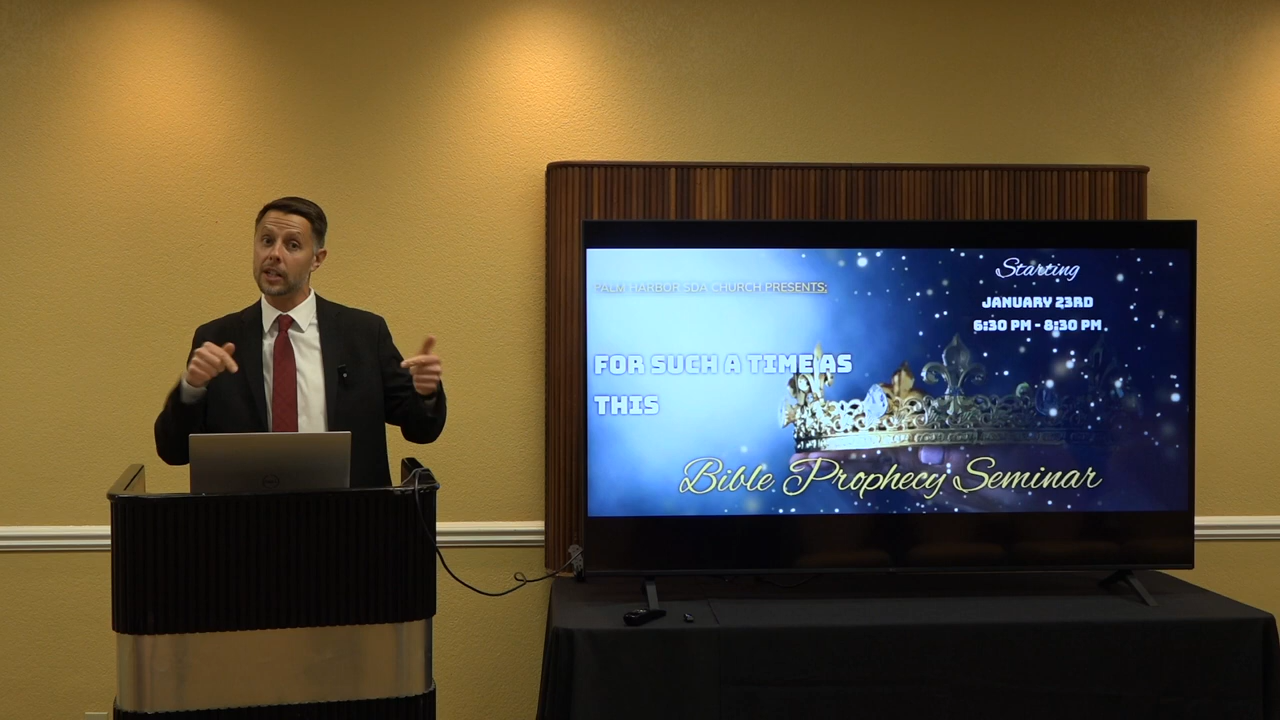 PALM HARBOR SDA CHURCH PRESENTS:
Starting
JANUARY 23RD
6:30 PM - 8:30 PM
FOR SUCH A TIME AS
THIS
Bible Prophecy Seminar
DELL